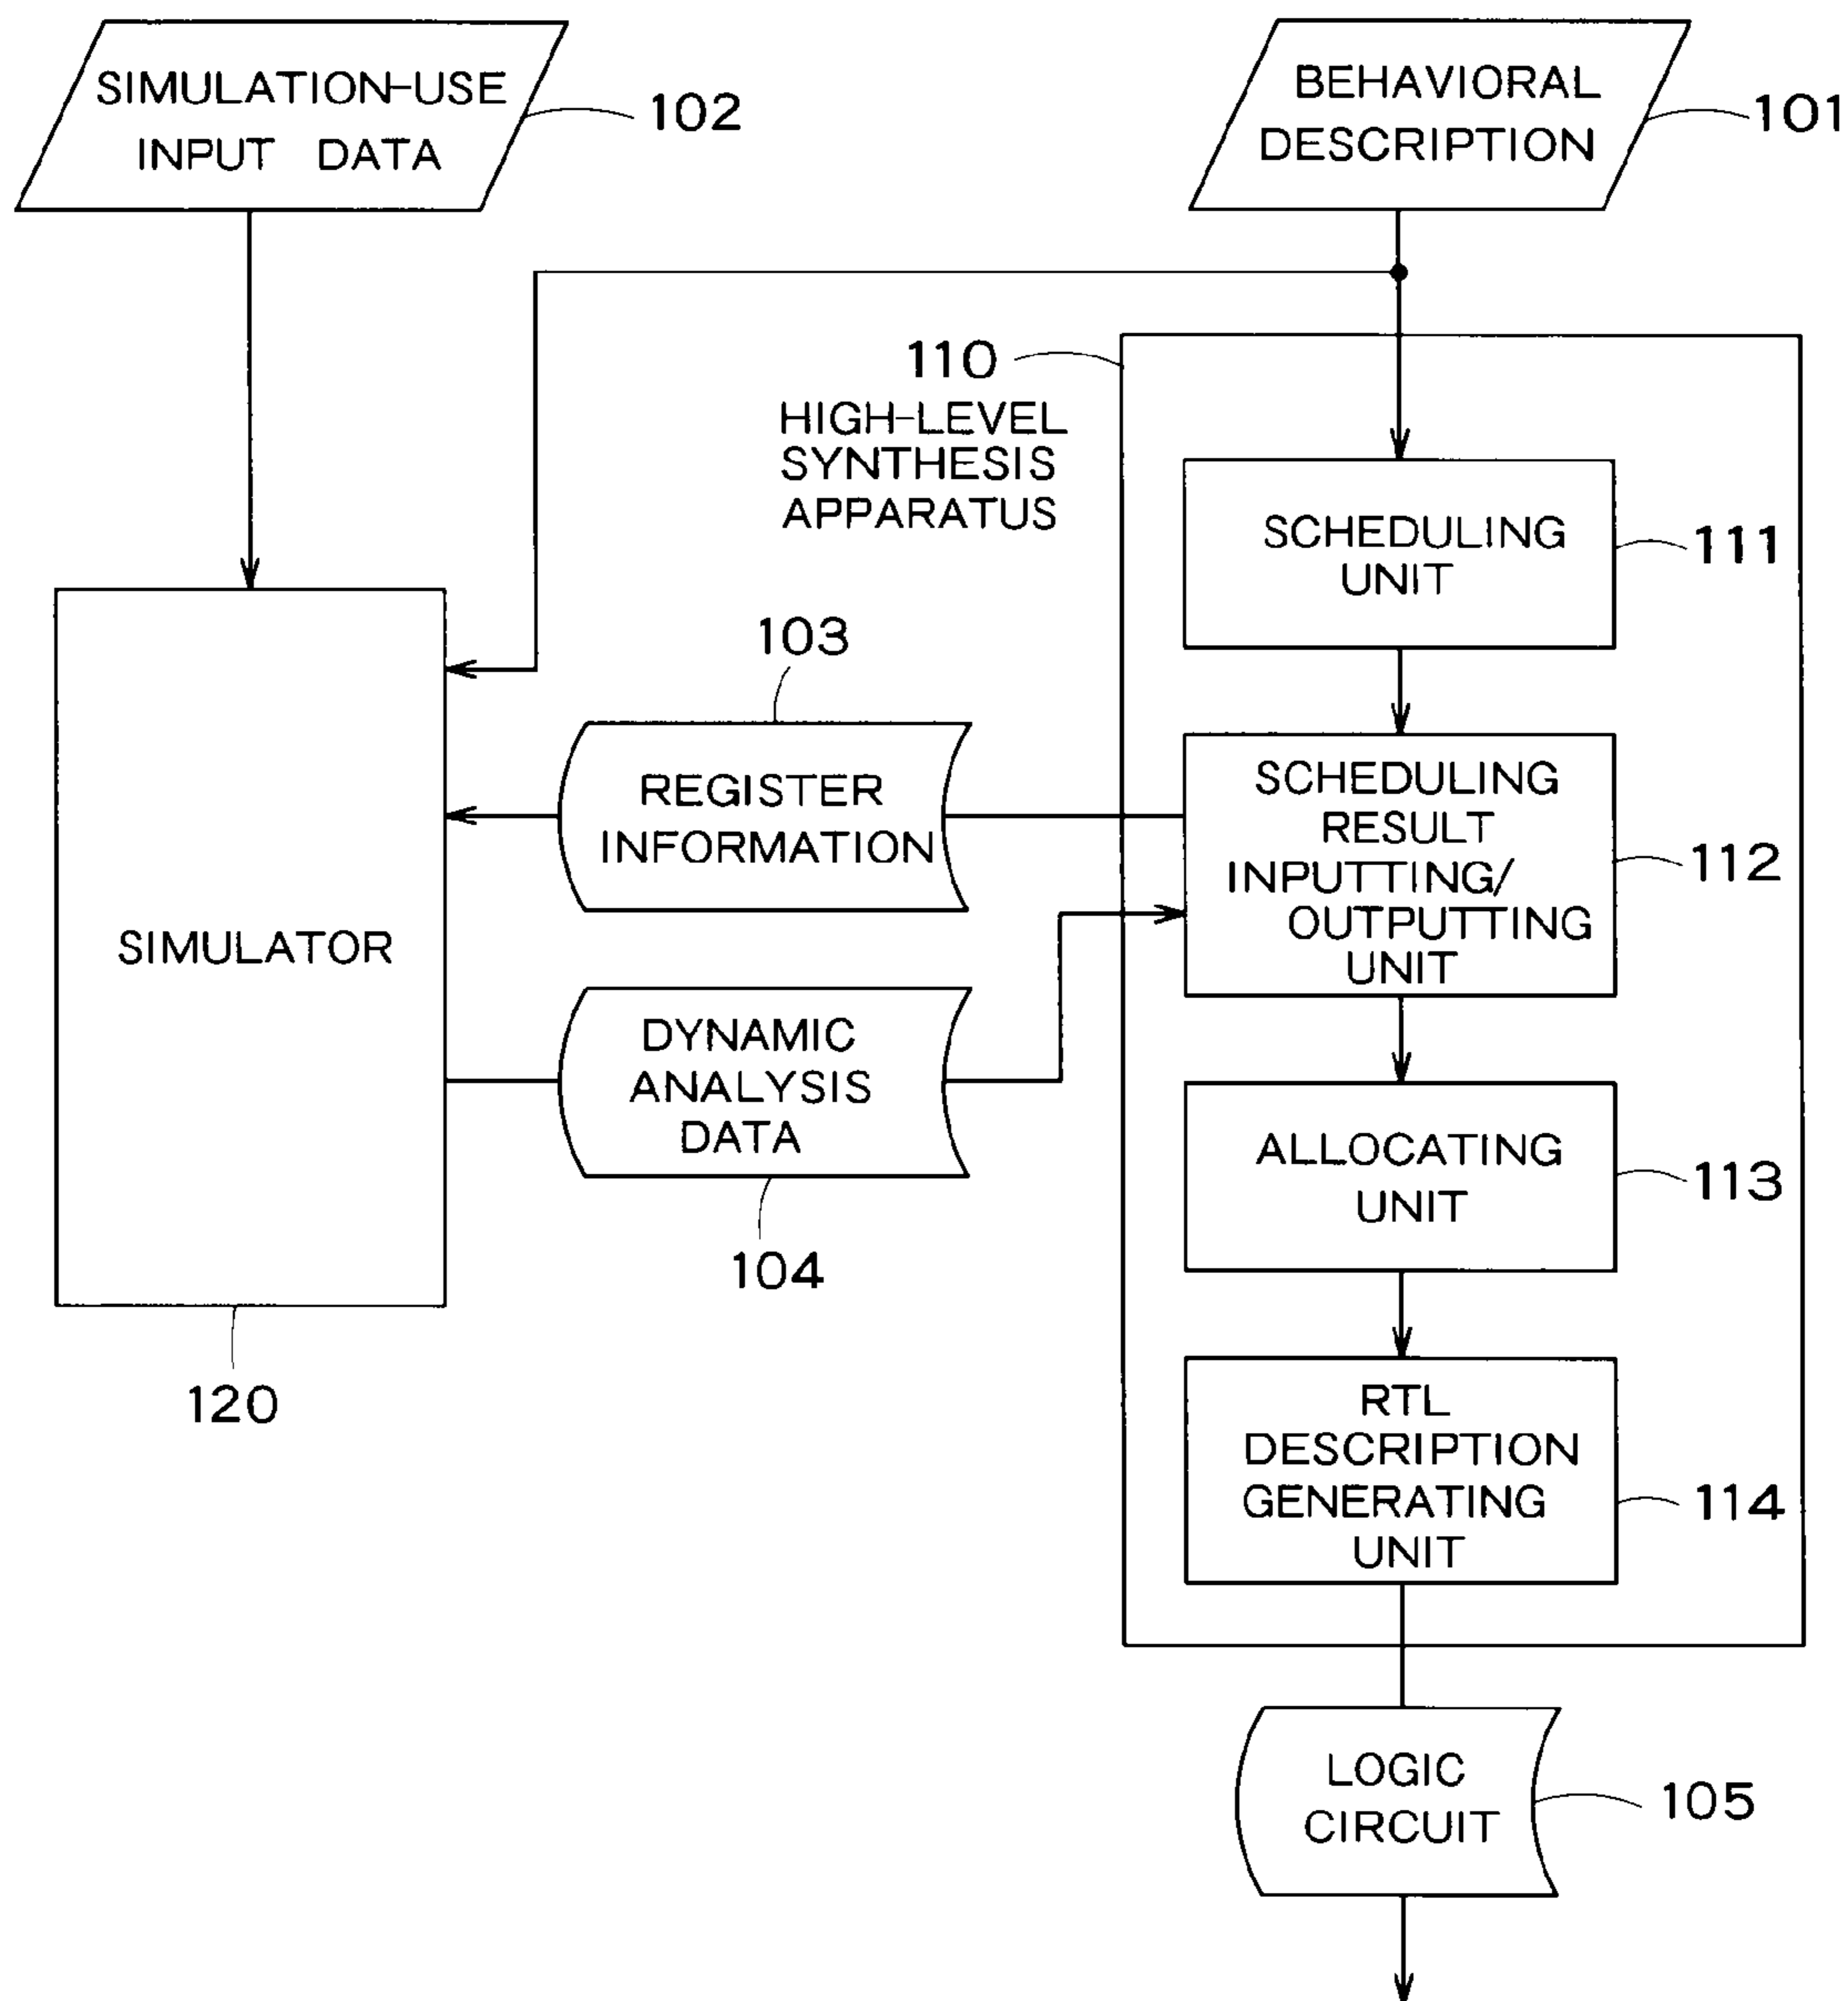 SIMULATION-USE
INPUT DATA
102
BEHAVIORAL
DESCRIPTION
101
110
HIGH-LEVEL
SYNTHESIS
APPARATUS
SCHEDULING
UNIT
111
103
REGISTER
INFORMATION
SCHEDULING
RESULT
INPUTTING/
OUTPUTTING
UNIT
112
SIMULATOR
DYNAMIC
ANALYSIS
DATA
104
ALLOCATING
UNIT
113
120
RTL
DESCRIPTION
GENERATING
UNIT
114
LOGIC
CIRCUIT
105